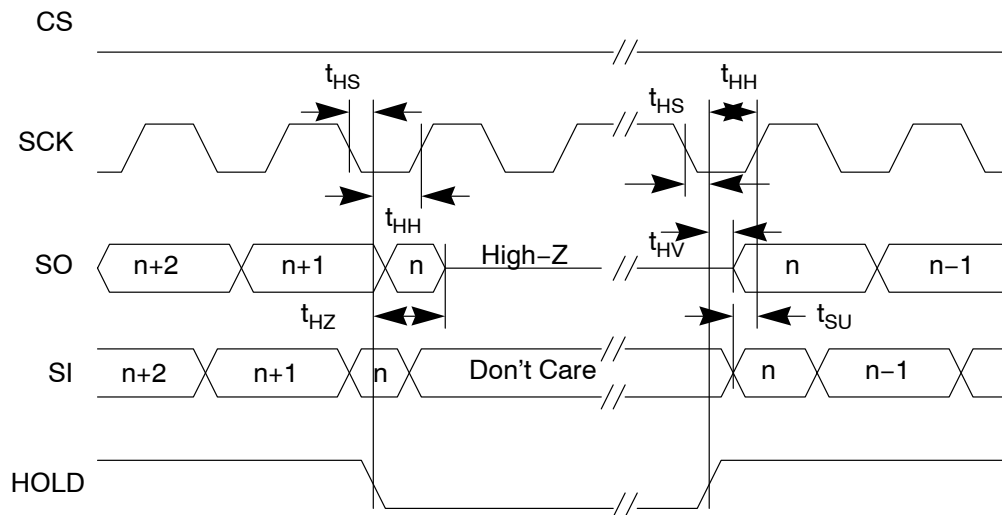 CS
tHS
tHH
tHS
SCK
tHH
tHV
SO
n+2
n+1
n
High−Z
n
n−1
tHZ
tSU
SI
n+2
n+1
n
Don't Care
n
n−1
HOLD